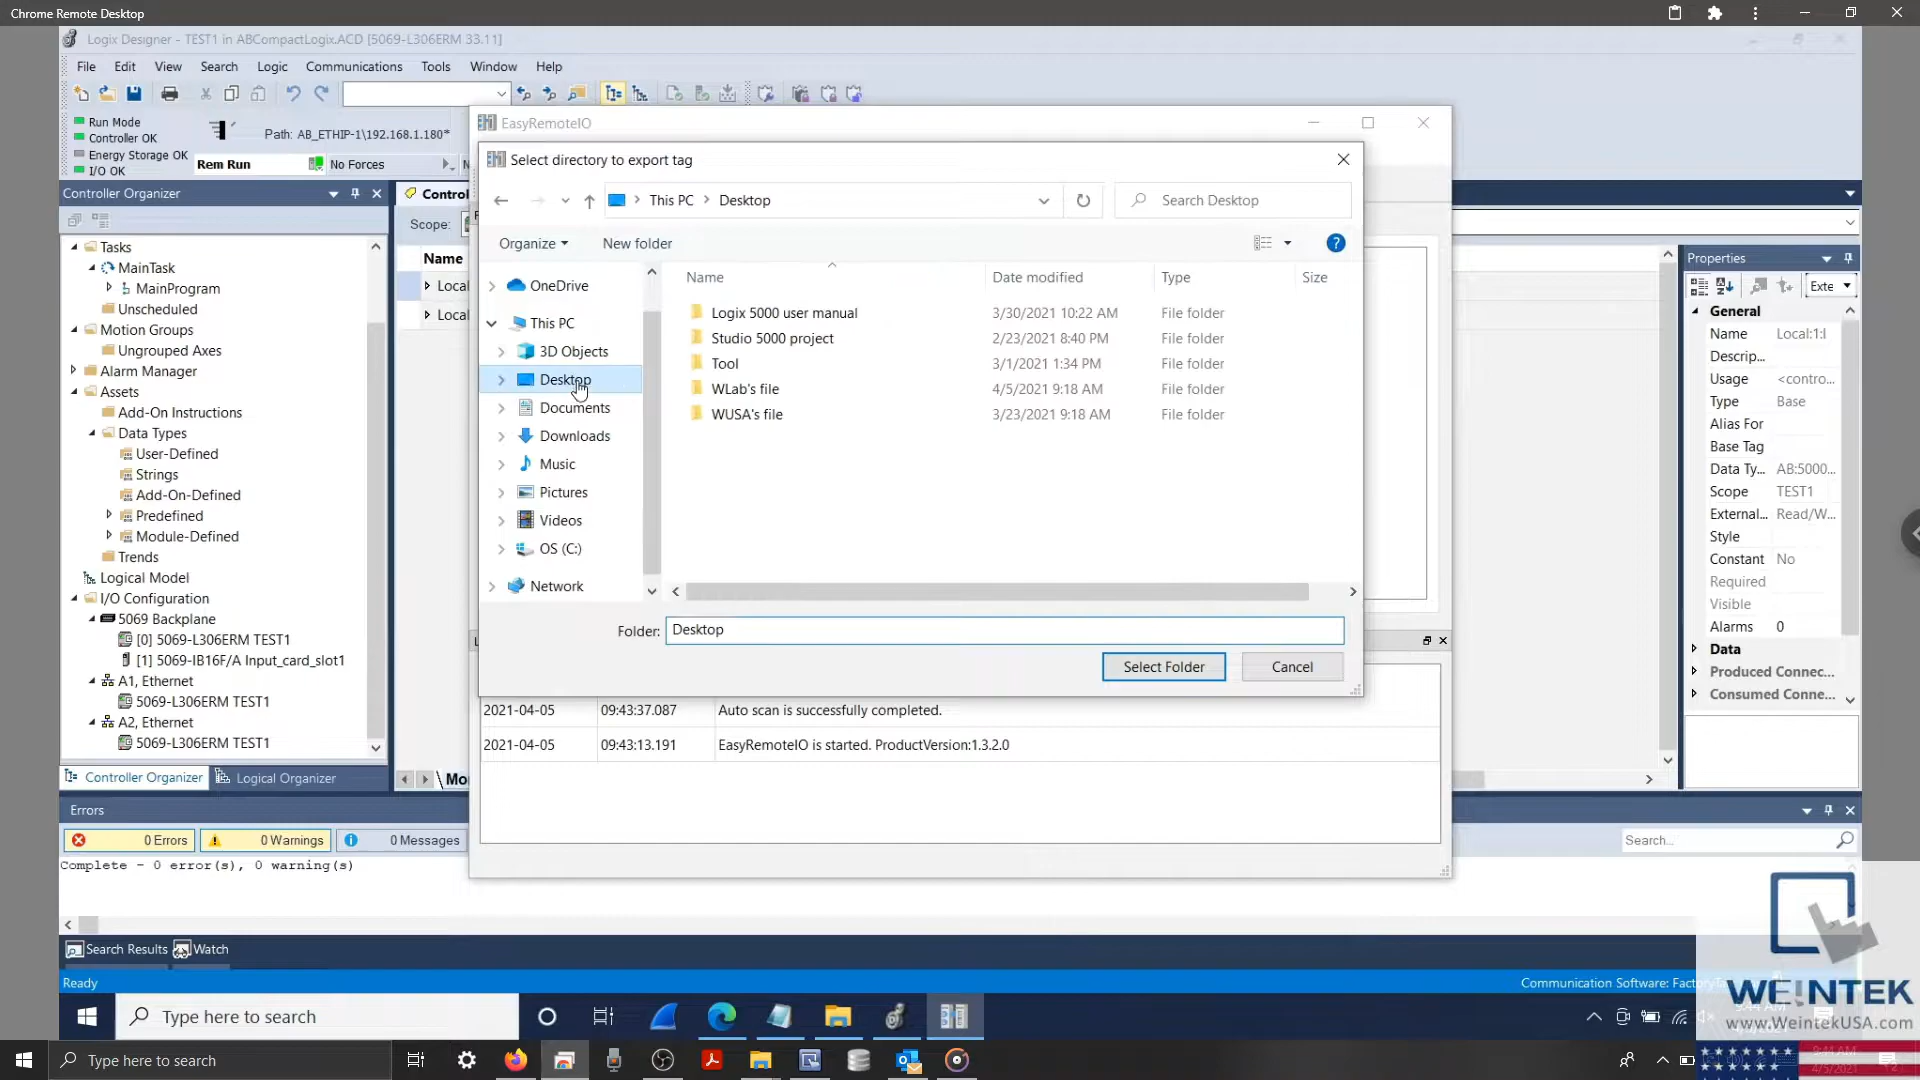 Chrome Remote Desktop
Logix Designer - TEST1 in ABCompactLogix.ACD [5069-L306ERM 33.11]
File Edit View Search Logic Communications Tools Window Help
Run Mode
Controller OK
Energy Storage OK
I/O OK
Path: AB_ETHIP-1\192.168.1.180*
Rem Run
No Forces
Controller Organizer
Tasks
MainTask
MainProgram
Unscheduled
Motion Groups
Ungrouped Axes
Alarm Manager
Assets
Add-On Instructions
Data Types
User-Defined
Strings
Add-On-Defined
Predefined
Module-Defined
Trends
Logical Model
I/O Configuration
5069 Backplane
[0] 5069-L306ERM TEST1
[1] 5069-IB16F/A Input_card_slot1
A1, Ethernet
5069-L306ERM TEST1
A2, Ethernet
5069-L306ERM TEST1
Controller Organizer
Logical Organizer
Contro
Scope:
Name
Local
Local
Mo
EasyRemoteIO
Select directory to export tag
This PC > Desktop
Search Desktop
Organize
New folder
OneDrive
This PC
3D Objects
Desktop
Documents
Downloads
Music
Pictures
Videos
OS (C:)
Network
Name Date modified Type Size
Logix 5000 user manual 3/30/2021 10:22 AM File folder
Studio 5000 project 2/23/2021 8:40 PM File folder
Tool 3/1/2021 1:34 PM File folder
WLab's file 4/5/2021 9:18 AM File folder
WUSA's file 3/23/2021 9:18 AM File folder
Folder: Desktop
Select Folder
Cancel
2021-04-05 09:43:37.087 Auto scan is successfully completed.
2021-04-05 09:43:13.191 EasyRemoteIO is started. ProductVersion:1.3.2.0
Properties
Exte
General
Name Local:1:I
Descrip...
Usage <contro...
Type Base
Alias For
Base Tag
Data Ty... AB:5000...
Scope TEST1
External... Read/W...
Style
Constant No
Required
Visible
Alarms 0
Data
Produced Connec...
Consumed Conne...
Errors
0 Errors
0 Warnings
0 Messages
Search...
Complete - 0 error(s), 0 warning(s)
Search Results
Watch
Ready
Communication Software: FactoryTa
Type here to search
WEINTEK
www.WeintekUSA.com
Type here to search
9:44 AM
4/5/2021